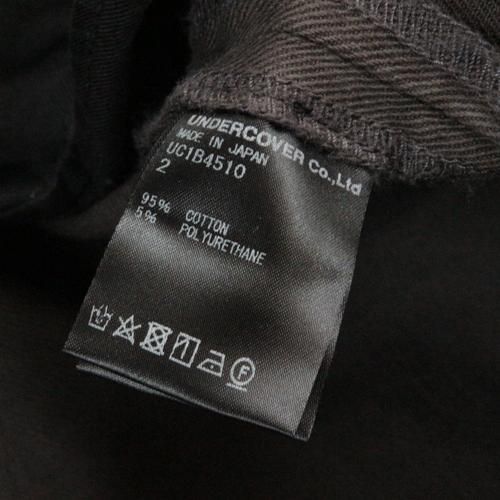 UNDERCOVER Co.,Ltd
MADE IN JAPAN
UC1B4510
2
95% COTTON
5% POLYURETHANE
F